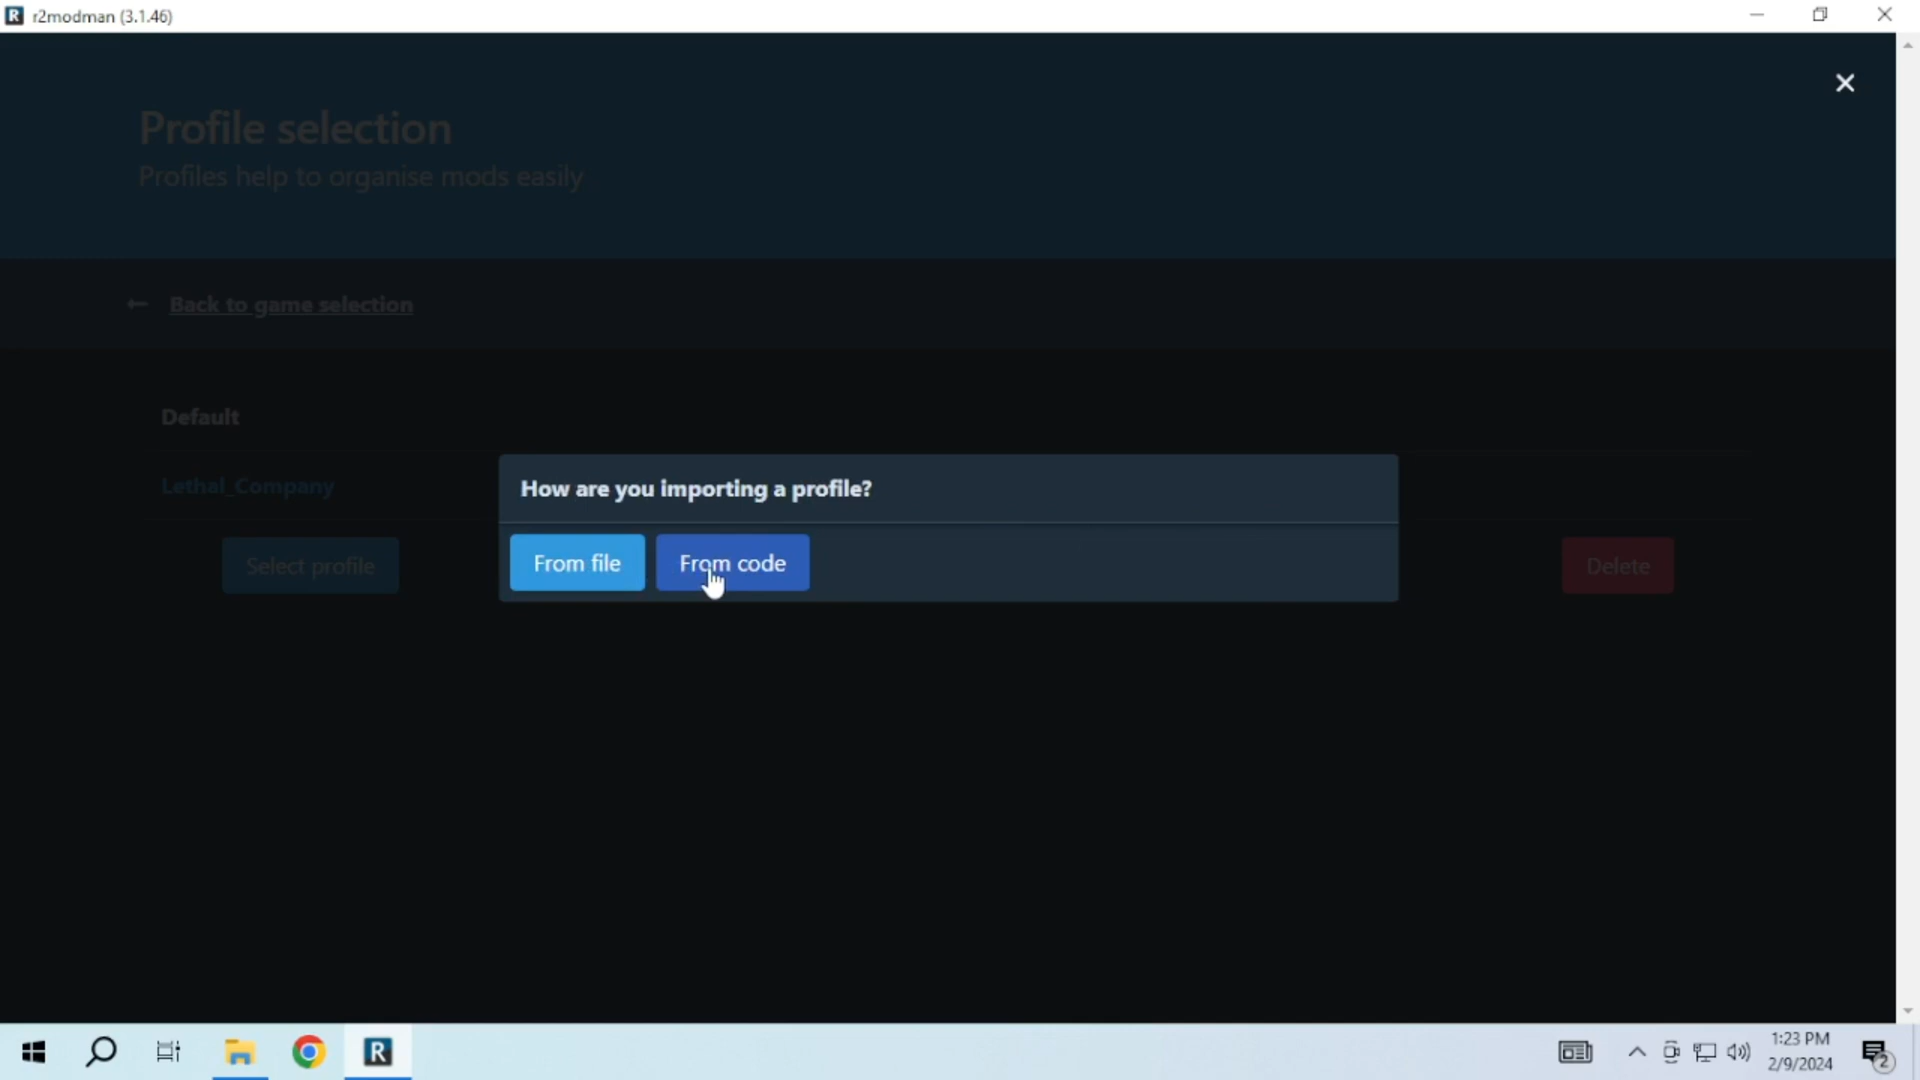 R r2modman (3.1.46)
Profile selection
Profiles help to organise mods easily
Back to game selection
Default
Lethal_Company
How are you importing a profile?
From file
From code
Select profile
Delete
R
1:23 PM
2/9/2024
2